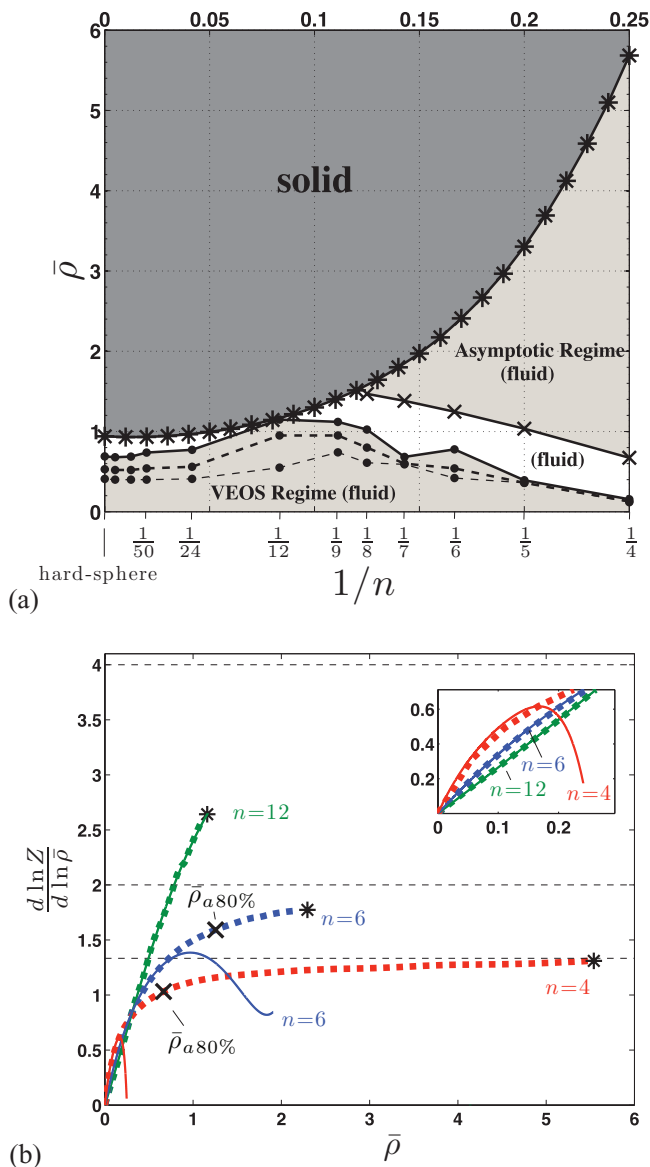 0 0.05 0.1 0.15 0.2 0.25
6
5
4
3
2
1
0
ρ̄
solid
Asymptotic Regime
(fluid)
(fluid)
VEOS Regime (fluid)
1/50 1/24 1/12 1/9 1/8 1/7 1/6 1/5 1/4
hard-sphere
1/n
(a)
4
3.5
3
2.5
2
1.5
1
0.5
0
d ln Z / d ln ρ̄
0.6
0.4
0.2
0 0.1 0.2
n=6
n=12
n=4
n=12
ρ̄a80%
n=6
n=4
n=6
ρ̄a80%
0 1 2 3 4 5 6
ρ̄
(b)